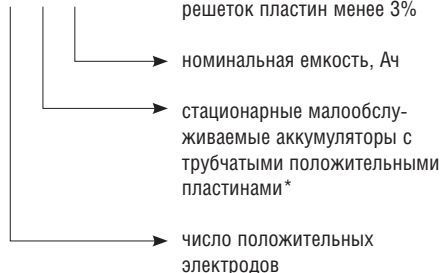 решеток пластин менее 3%
номинальная емкость, Ач
стационарные малообслу-
живаемые аккумуляторы с
трубчатыми положительными
пластинами*
число положительных
электродов